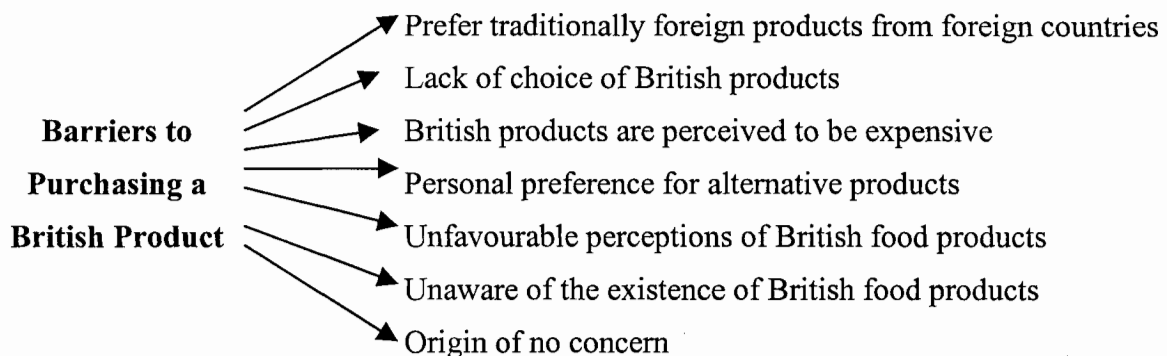 Prefer traditionally foreign products from foreign countries
Lack of choice of British products
Barriers to
British products are perceived to be expensive
Purchasing a
Personal preference for alternative products
British Product
Unfavourable perceptions of British food products
Unaware of the existence of British food products
Origin of no concern